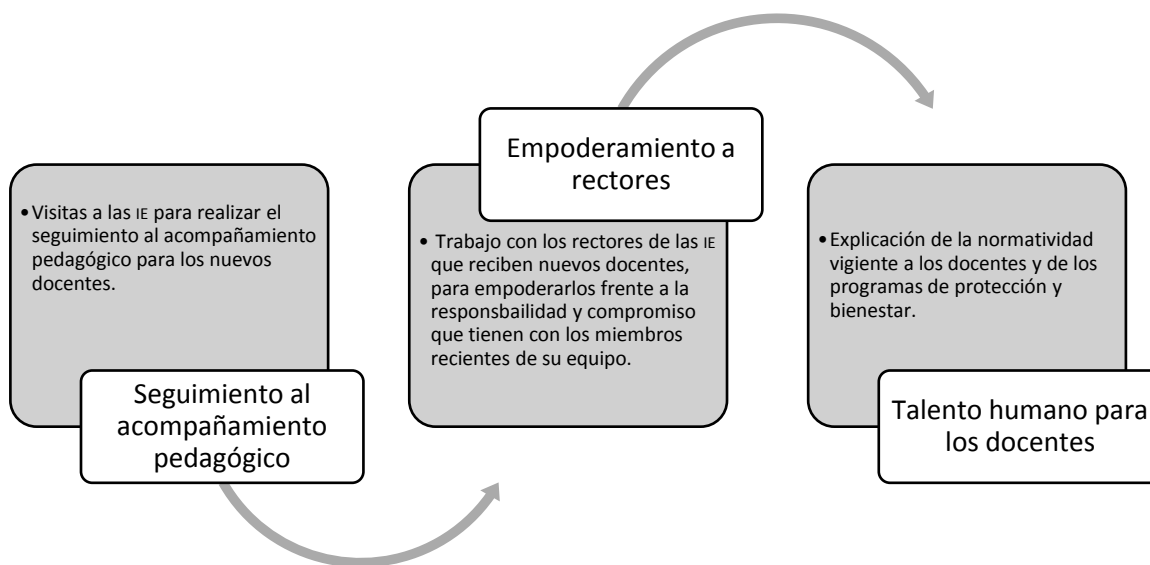 •Visitas a las IE para realizar el
seguimiento al acompañamiento
pedagógico para los nuevos
docentes.
Seguimiento al
acompañamiento
pedagógico
Empoderamiento a
rectores
• Trabajo con los rectores de las IE
que reciben nuevos docentes,
para empoderarlos frente a la
responsbailidad y compromiso
que tienen con los miembros
recientes de su equipo.
•Explicación de la normatividad
vigiente a los docentes y de los
programas de protección y
bienestar.
Talento humano para
los docentes